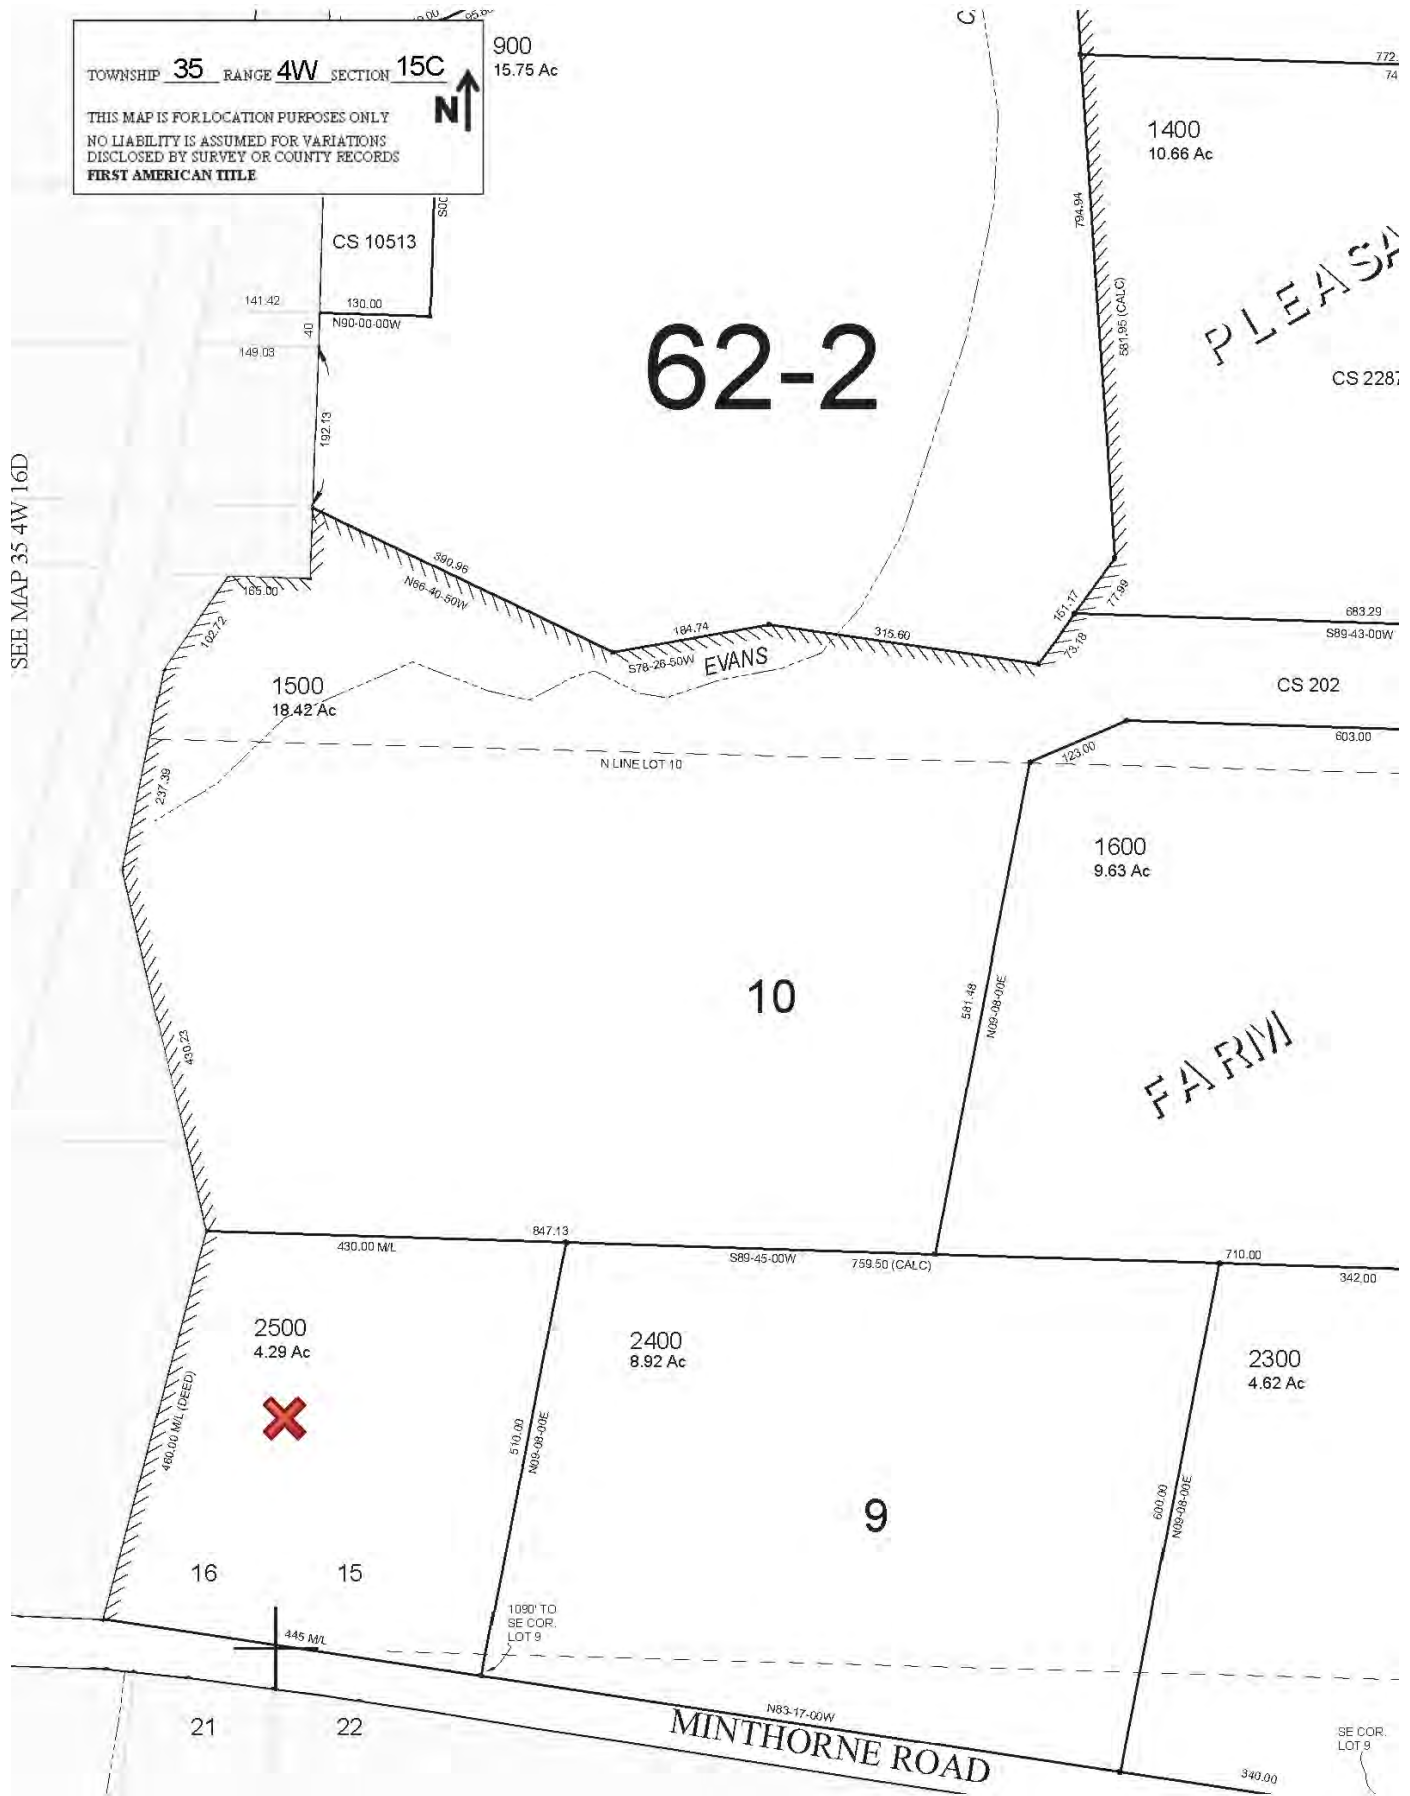 95.60
TOWNSHIP 35 RANGE 4W SECTION 15C
N
THIS MAP IS FOR LOCATION PURPOSES ONLY
NO LIABILITY IS ASSUMED FOR VARIATIONS
DISCLOSED BY SURVEY OR COUNTY RECORDS
FIRST AMERICAN TITLE
900
15.75 Ac
772.
74
1400
10.66 Ac
794.94
S00
CS 10513
141.42
130.00
N90-00-00W
40
149.03
581.95 (CALC)
PLEASA
62-2
CS 2287
192.13
SEE MAP 35 4W 16D
390.96
N66-40-50W
165.00
102.72
151.17
77.99
73.18
683.29
S89-43-00W
184.74
315.60
S78-26-50W
EVANS
CS 202
1500
18.42 Ac
603.00
123.00
N LINE LOT 10
237.39
1600
9.63 Ac
10
581.48
N09-08-00E
430.23
FARM
847.13
430.00 M/L
S89-45-00W
759.50 (CALC)
710.00
342.00
2500
4.29 Ac
2400
8.92 Ac
2300
4.62 Ac
460.00 M/L (DEED)
510.00
N09-08-00E
600.00
N09-08-00E
9
16
15
1090' TO
SE COR.
LOT 9
445 M/L
21
22
N83-17-00W
MINTHORNE ROAD
SE COR.
LOT 9
340.00